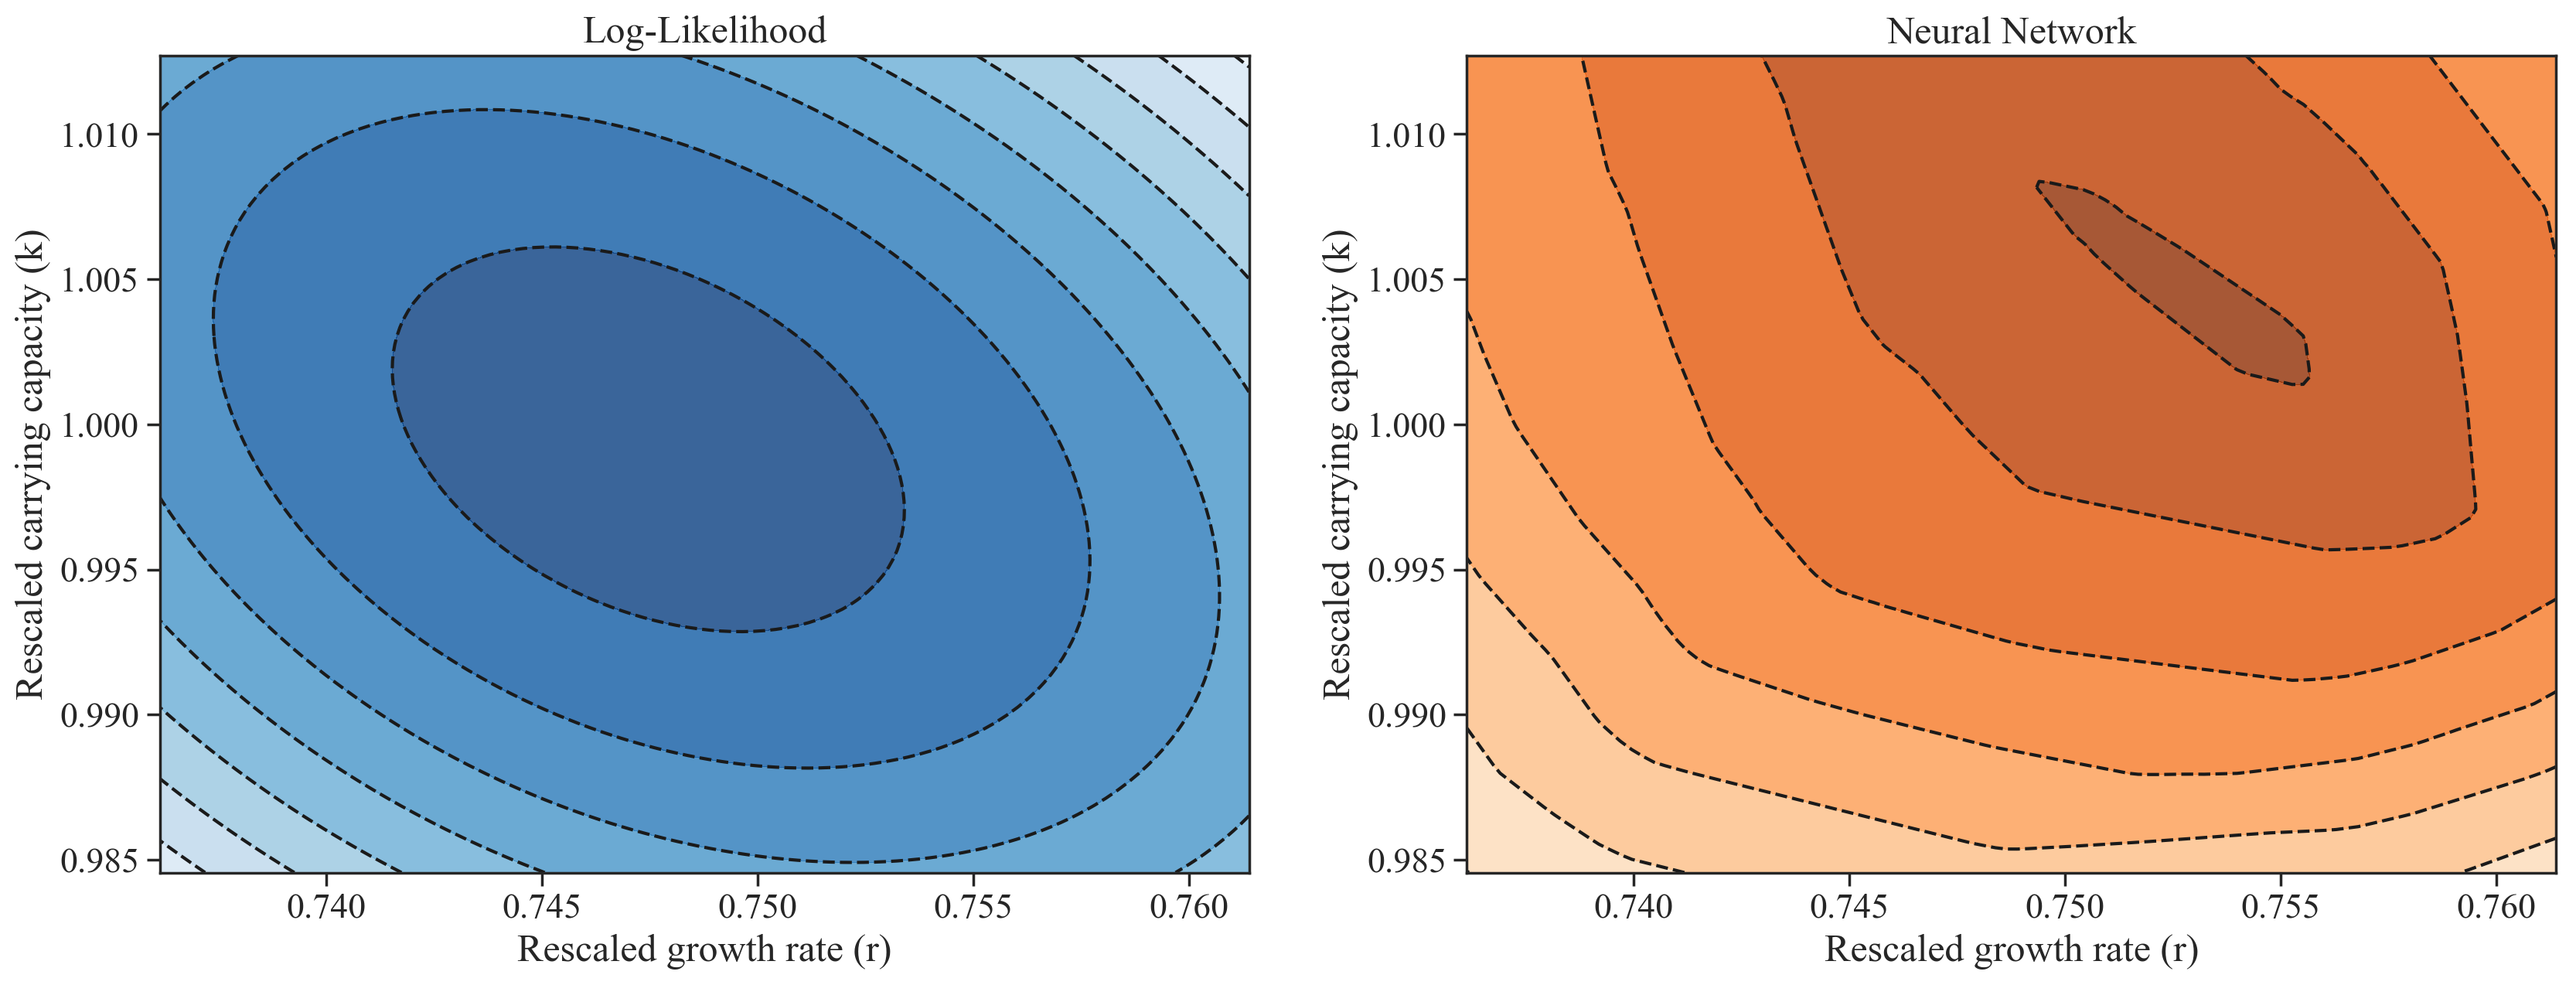 Log-Likelihood
Rescaled carrying capacity (k)
1.010
1.005
1.000
0.995
0.990
0.985
0.740 0.745 0.750 0.755 0.760
Rescaled growth rate (r)
Neural Network
Rescaled carrying capacity (k)
1.010
1.005
1.000
0.995
0.990
0.985
0.740 0.745 0.750 0.755 0.760
Rescaled growth rate (r)